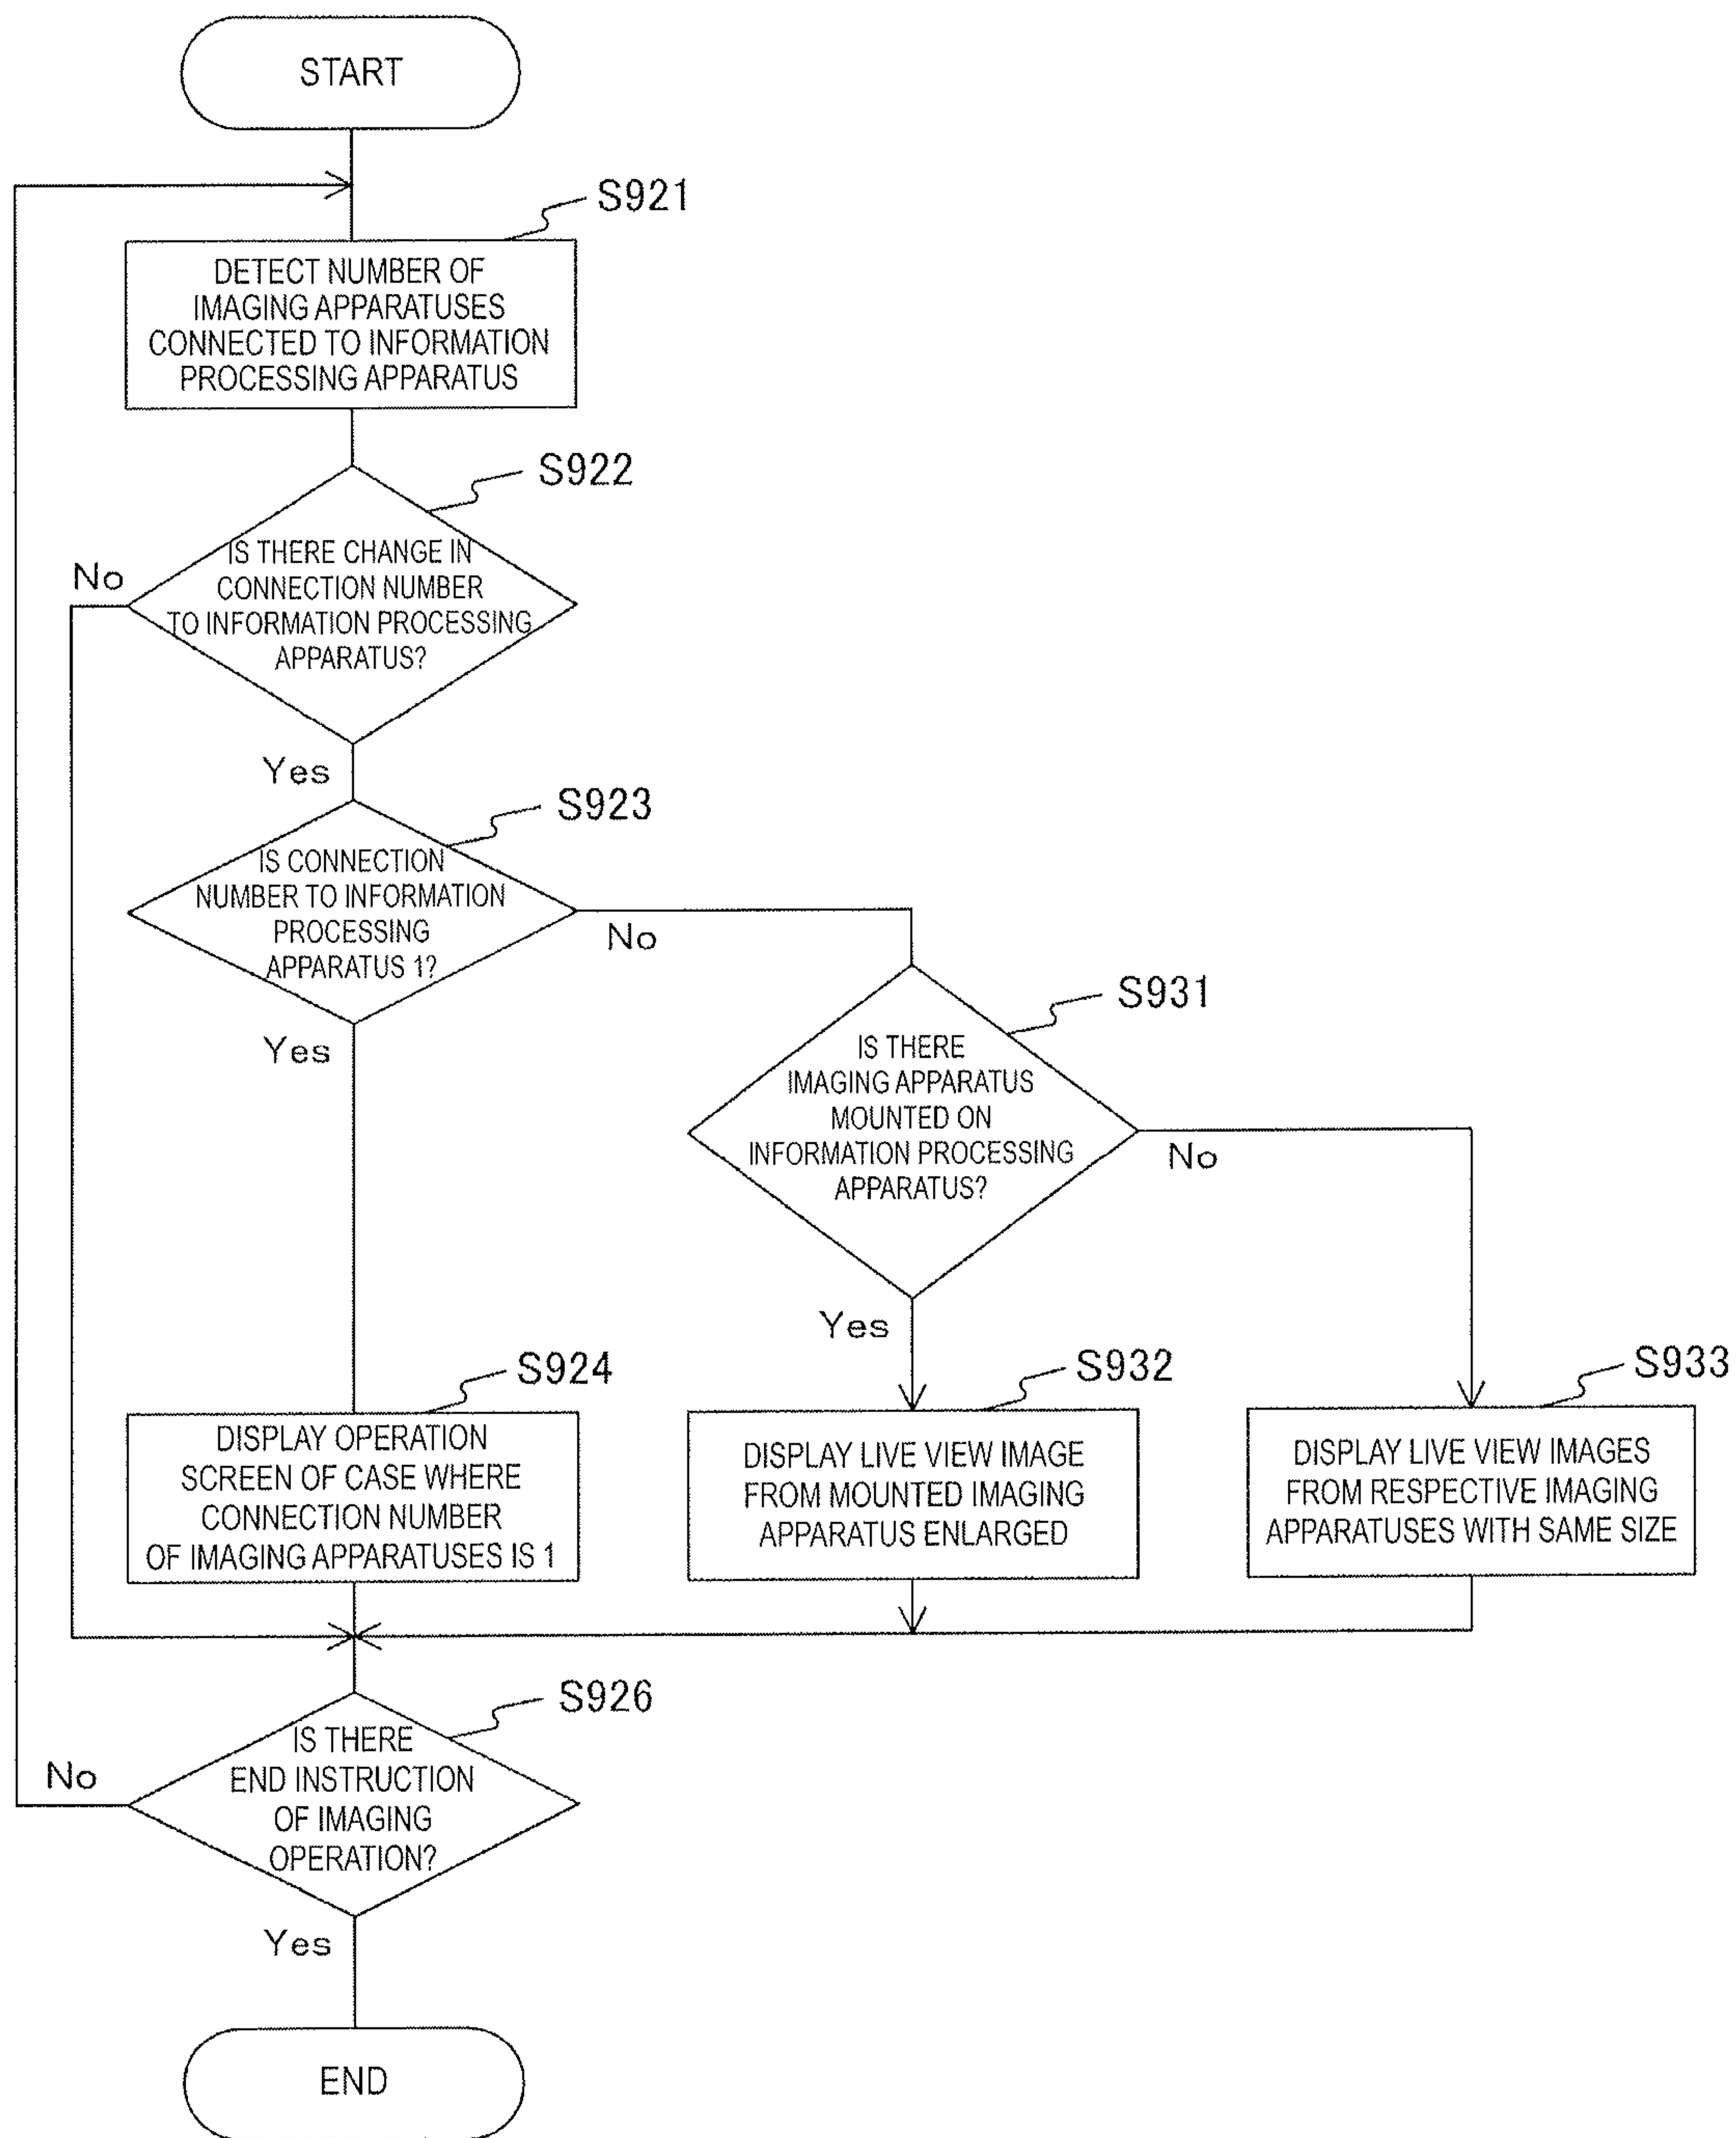 START
S921
DETECT NUMBER OF
IMAGING APPARATUSES
CONNECTED TO INFORMATION
PROCESSING APPARATUS
S922
IS THERE CHANGE IN
CONNECTION NUMBER
TO INFORMATION PROCESSING
APPARATUS?
No
Yes
S923
IS CONNECTION
NUMBER TO INFORMATION
PROCESSING
APPARATUS 1?
No
Yes
S931
IS THERE
IMAGING APPARATUS
MOUNTED ON
INFORMATION PROCESSING
APPARATUS?
No
Yes
S924
DISPLAY OPERATION
SCREEN OF CASE WHERE
CONNECTION NUMBER
OF IMAGING APPARATUSES IS 1
S932
DISPLAY LIVE VIEW IMAGE
FROM MOUNTED IMAGING
APPARATUS ENLARGED
S933
DISPLAY LIVE VIEW IMAGES
FROM RESPECTIVE IMAGING
APPARATUSES WITH SAME SIZE
S926
IS THERE
END INSTRUCTION
OF IMAGING
OPERATION?
No
Yes
END